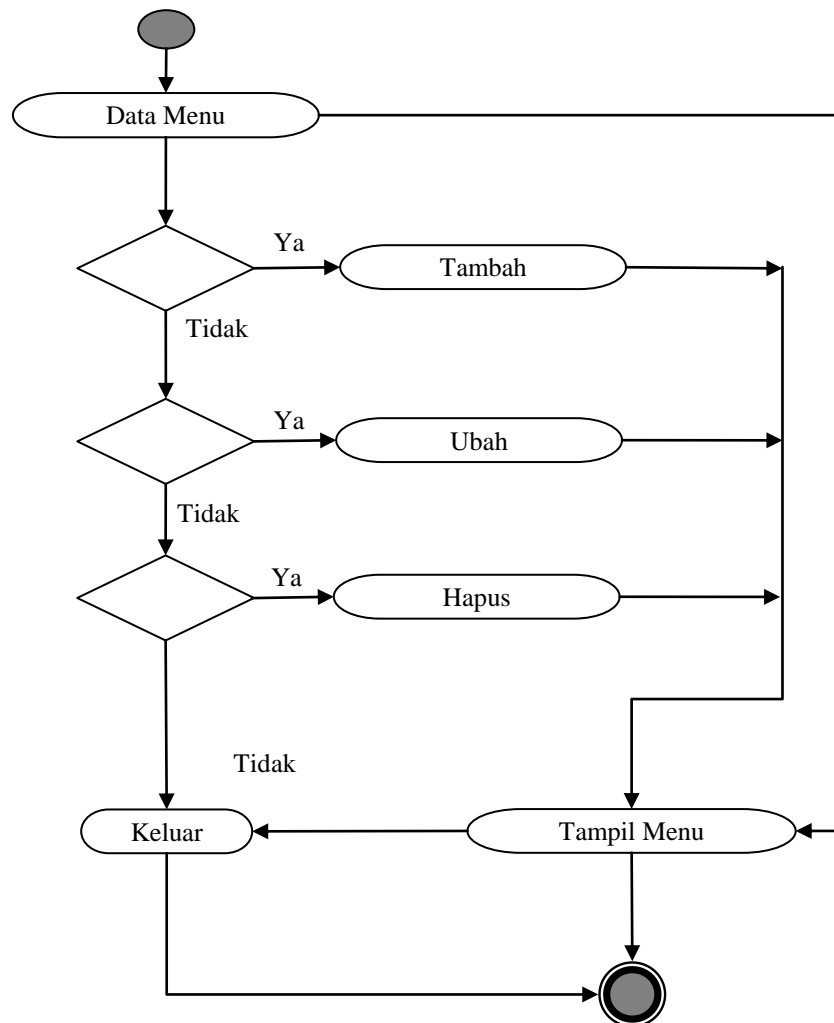 Data Menu
Ya
Tambah
Tidak
Ya
Ubah
Tidak
Ya
Hapus
Tidak
Keluar
Tampil Menu